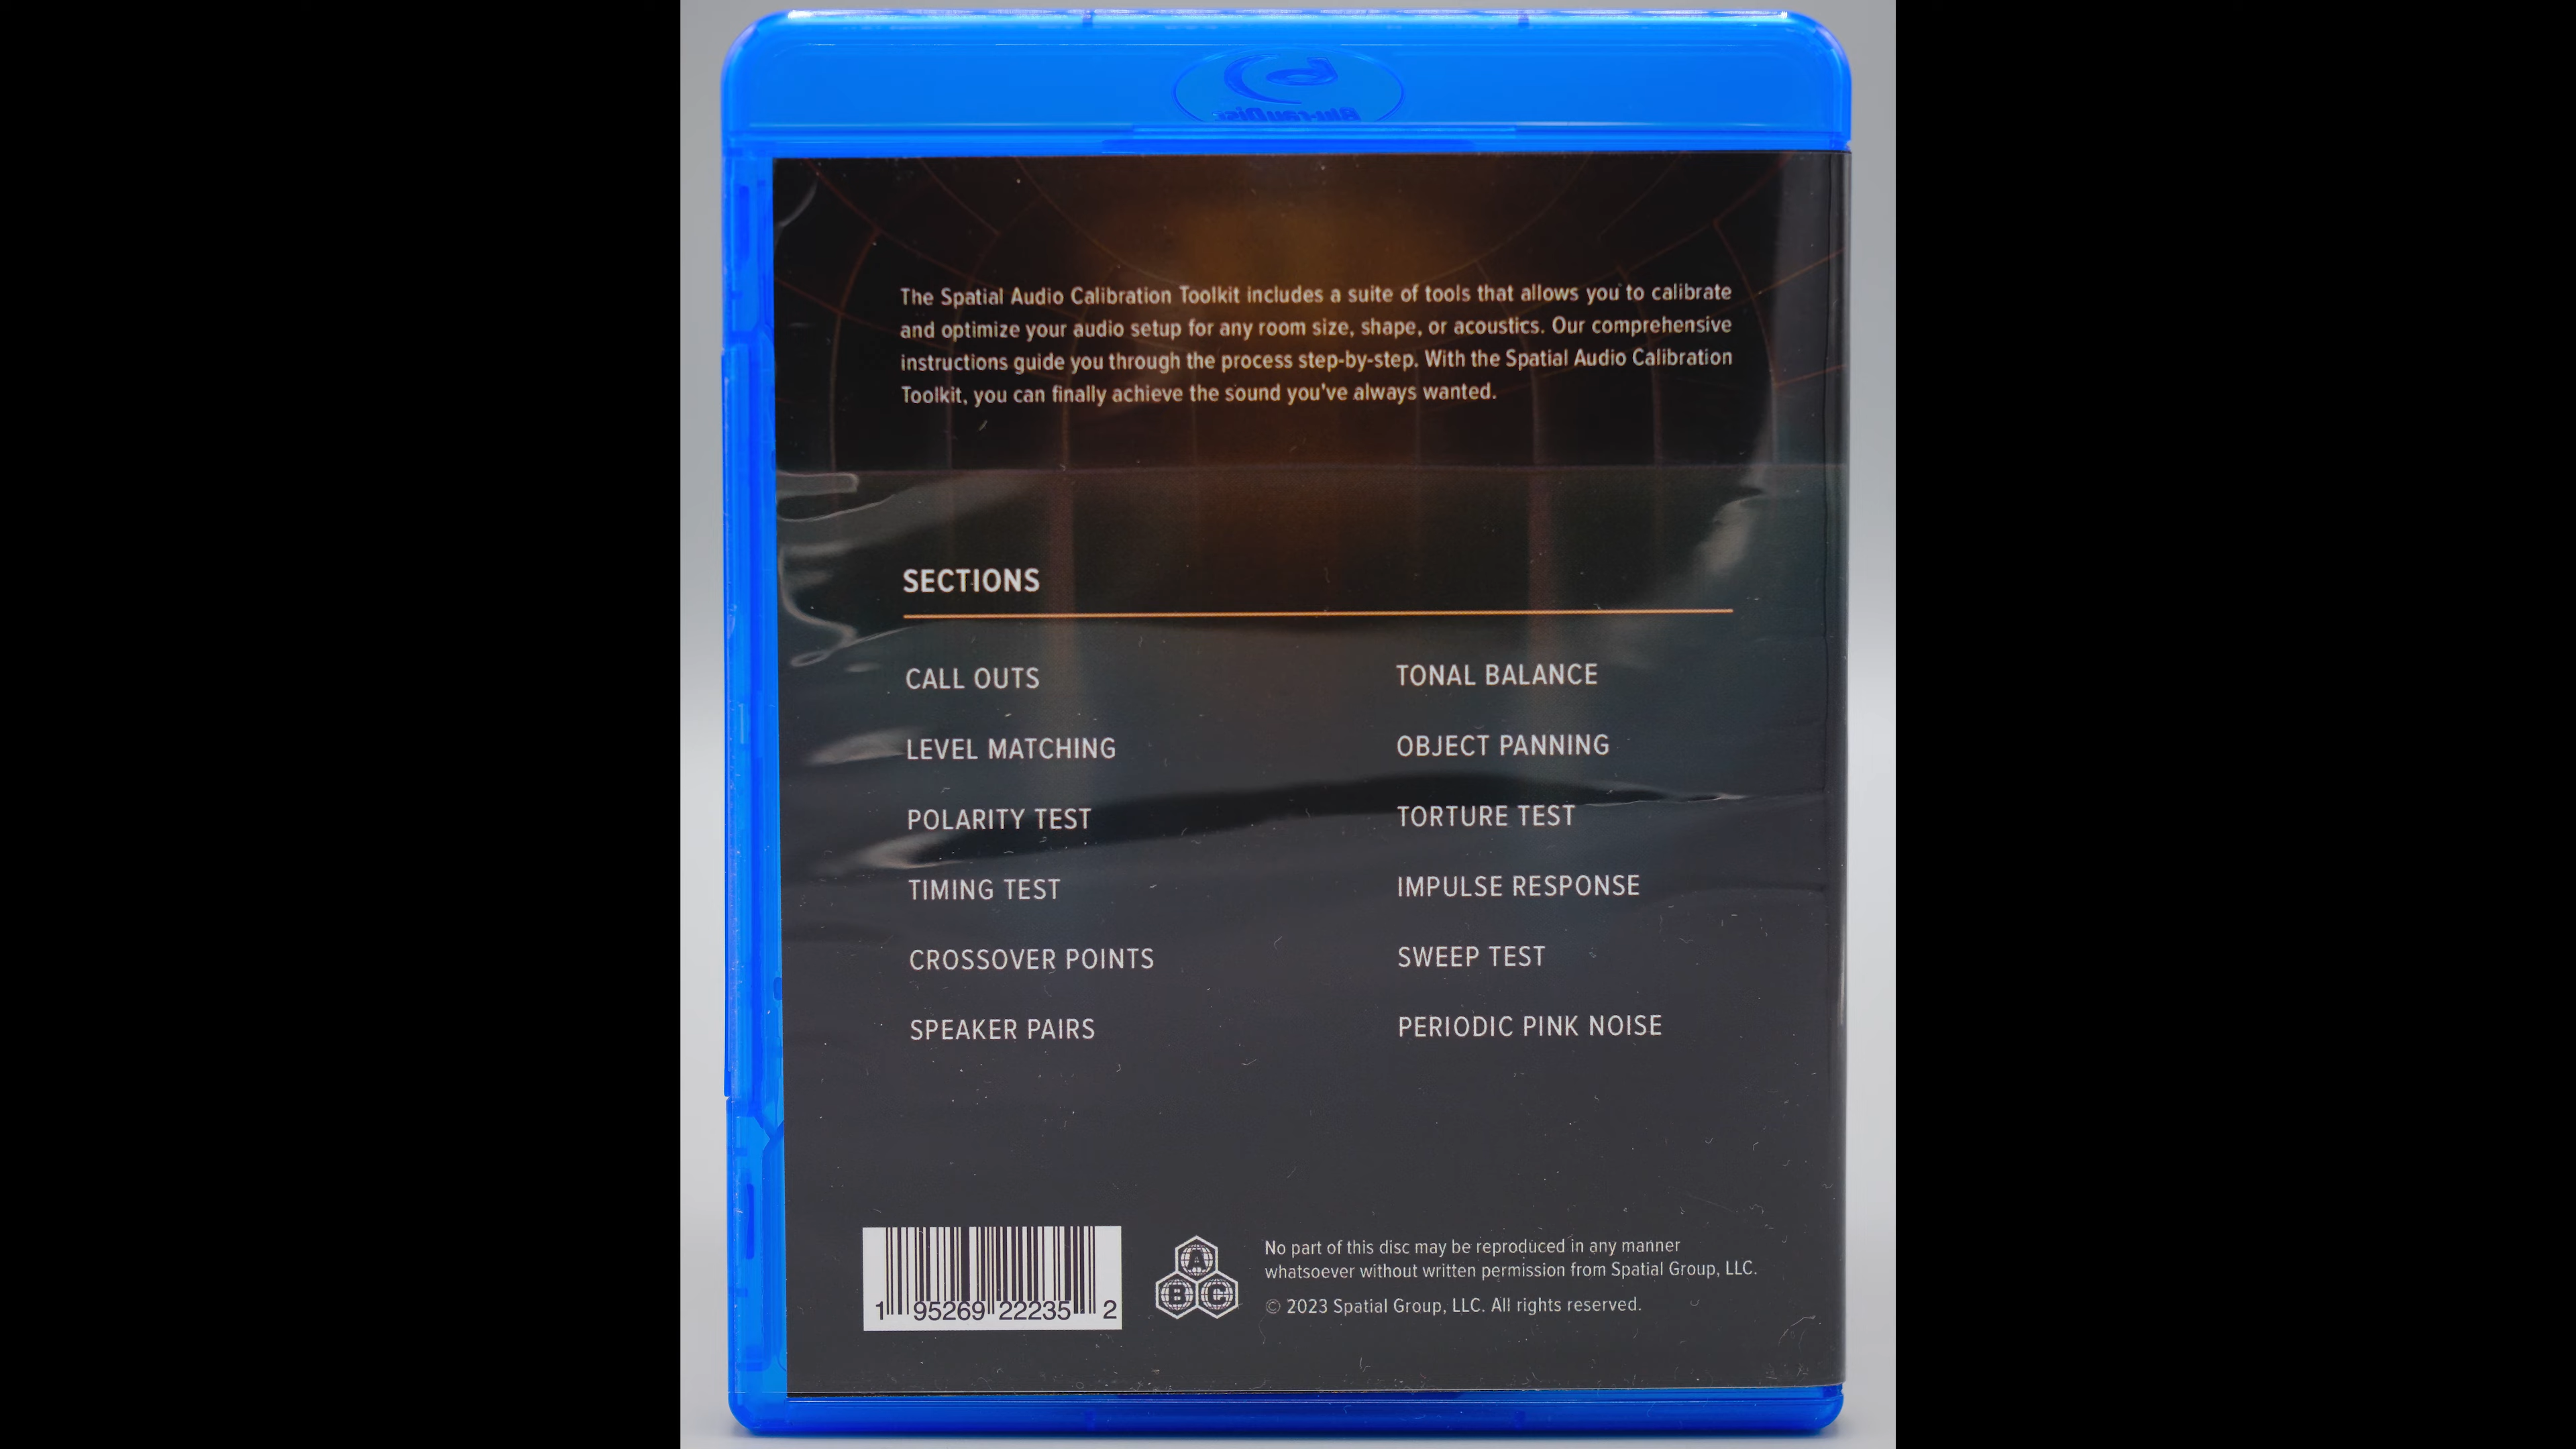 Blu-ray Disc
The Spatial Audio Calibration Toolkit includes a suite of tools that allows you to calibrate
and optimize your audio setup for any room size, shape, or acoustics. Our comprehensive
instructions guide you through the process step-by-step. With the Spatial Audio Calibration
Toolkit, you can finally achieve the sound you've always wanted.
SECTIONS
CALL OUTS
LEVEL MATCHING
POLARITY TEST
TIMING TEST
CROSSOVER POINTS
SPEAKER PAIRS
TONAL BALANCE
OBJECT PANNING
TORTURE TEST
IMPULSE RESPONSE
SWEEP TEST
PERIODIC PINK NOISE
1 95269 22235 2
A
B C
No part of this disc may be reproduced in any manner
whatsoever without written permission from Spatial Group, LLC.
© 2023 Spatial Group, LLC. All rights reserved.